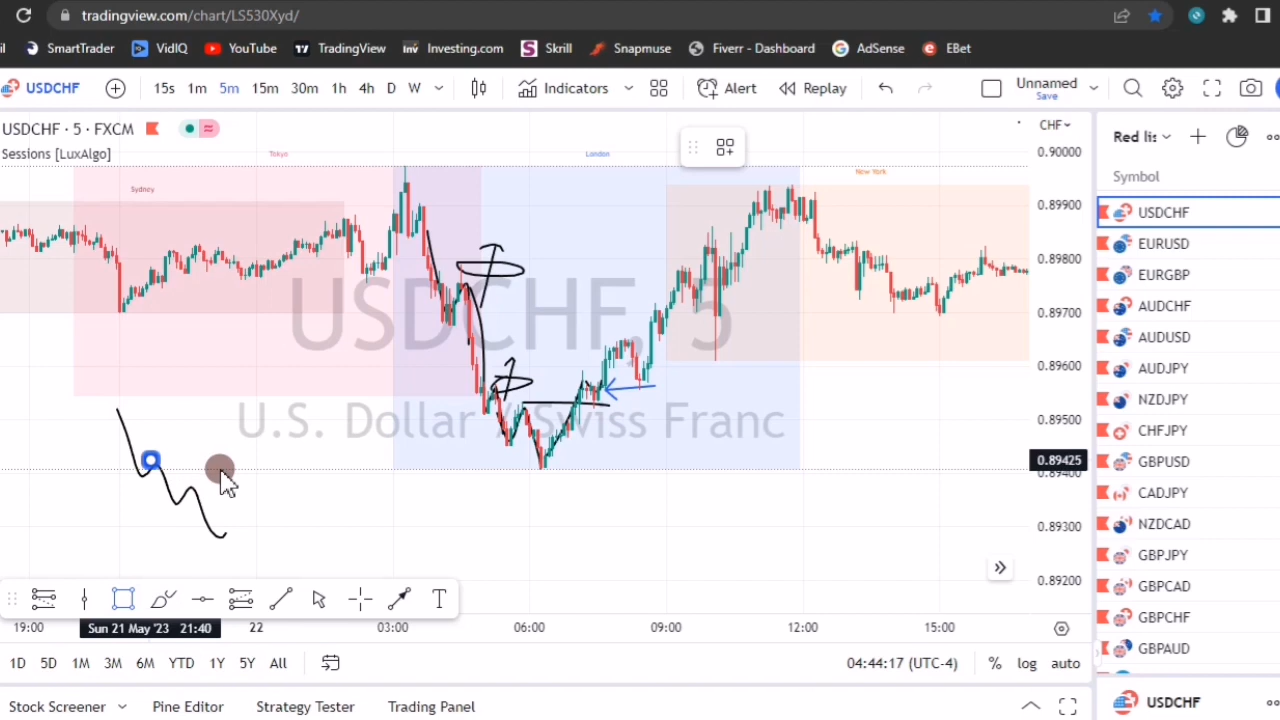 tradingview.com/chart/LS530Xyd/
il SmartTrader VidIQ YouTube TradingView Investing.com Skrill Snapmuse Fiverr - Dashboard AdSense EBet
USDCHF 15s 1m 5m 15m 30m 1h 4h D W Indicators Alert Replay Unnamed
Save
USDCHF · 5 · FXCM CHF Red lis
Sessions [LuxAlgo] Tokyo London 0.90000
New York Symbol
Sydney
0.89900 USDCHF
EURUSD
0.89800
EURGBP
AUDCHF
0.89700
USDCHF, 5
AUDUSD
0.89600 AUDJPY
NZDJPY
0.89500
U.S. Dollar / Swiss Franc
CHFJPY
0.89425 GBPUSD
0.89400
CADJPY
0.89300 NZDCAD
GBPJPY
0.89200 GBPCAD
GBPCHF
T
19:00 Sun 21 May '23 21:40 22 03:00 06:00 09:00 12:00 15:00
GBPAUD
1D 5D 1M 3M 6M YTD 1Y 5Y All 04:44:17 (UTC-4) % log auto
Stock Screener Pine Editor Strategy Tester Trading Panel USDCHF